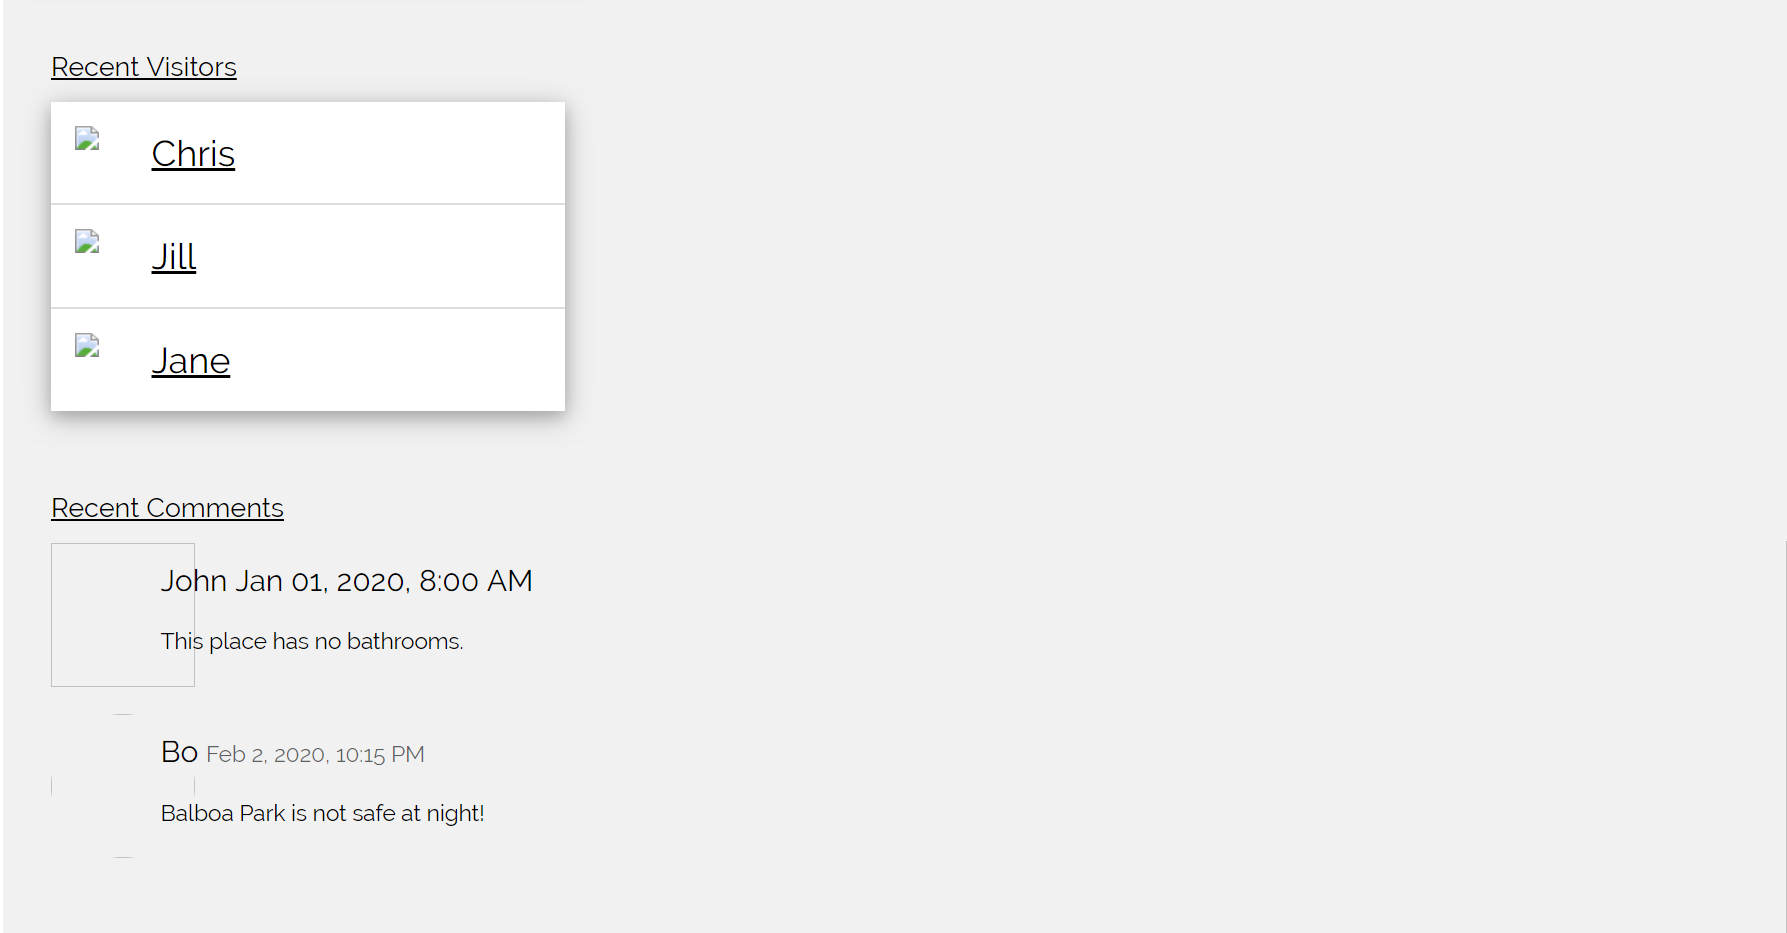 Recent Visitors
Chris
Jill
Jane
Recent Comments
John Jan 01, 2020, 8:00 AM
This place has no bathrooms.
Bo Feb 2, 2020, 10:15 PM
Balboa Park is not safe at night!